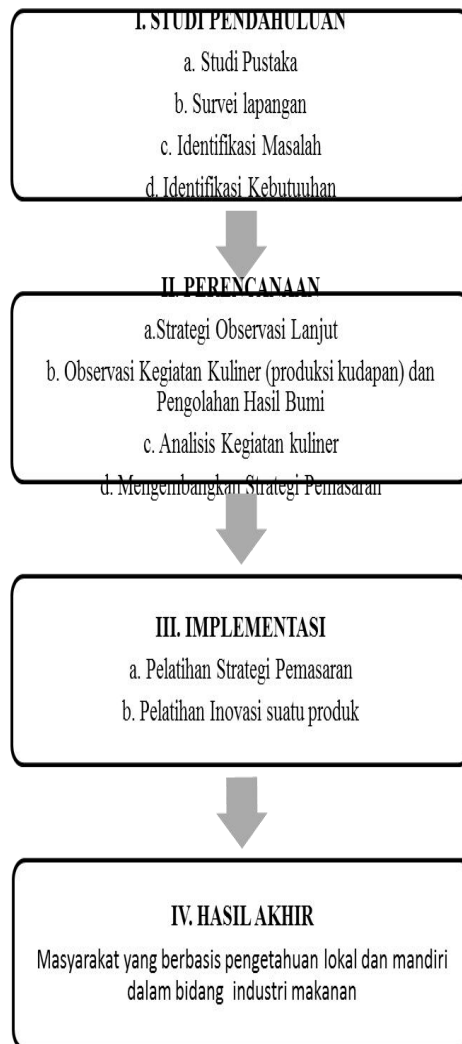 I. STUDI PENDAHULUAN
a. Studi Pustaka
b. Survei lapangan
c. Identifikasi Masalah
d. Identifikasi Kebutuuhan
II. PERENCANAAN
a.Strategi Observasi Lanjut
b. Observasi Kegiatan Kuliner (produksi kudapan) dan
Pengolahan Hasil Bumi
c. Analisis Kegiatan kuliner
d. Mengembangkan Strategi Pemasaran
III. IMPLEMENTASI
a. Pelatihan Strategi Pemasaran
b. Pelatihan Inovasi suatu produk
IV. HASIL AKHIR
Masyarakat yang berbasis pengetahuan lokal dan mandiri
dalam bidang industri makanan